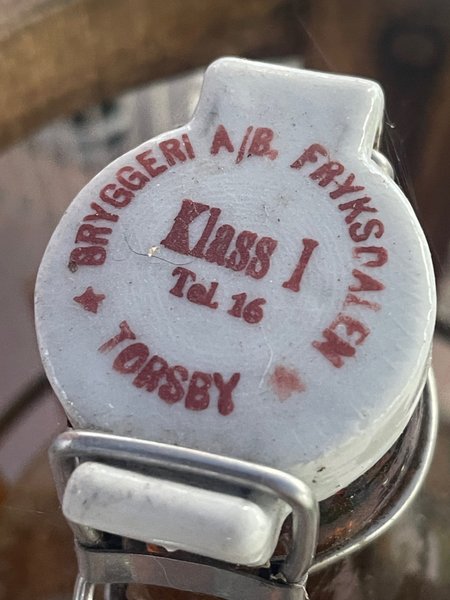 BRYGGERI A/B. FRYKSDALEN
Klass I
Tel. 16
TORSBY